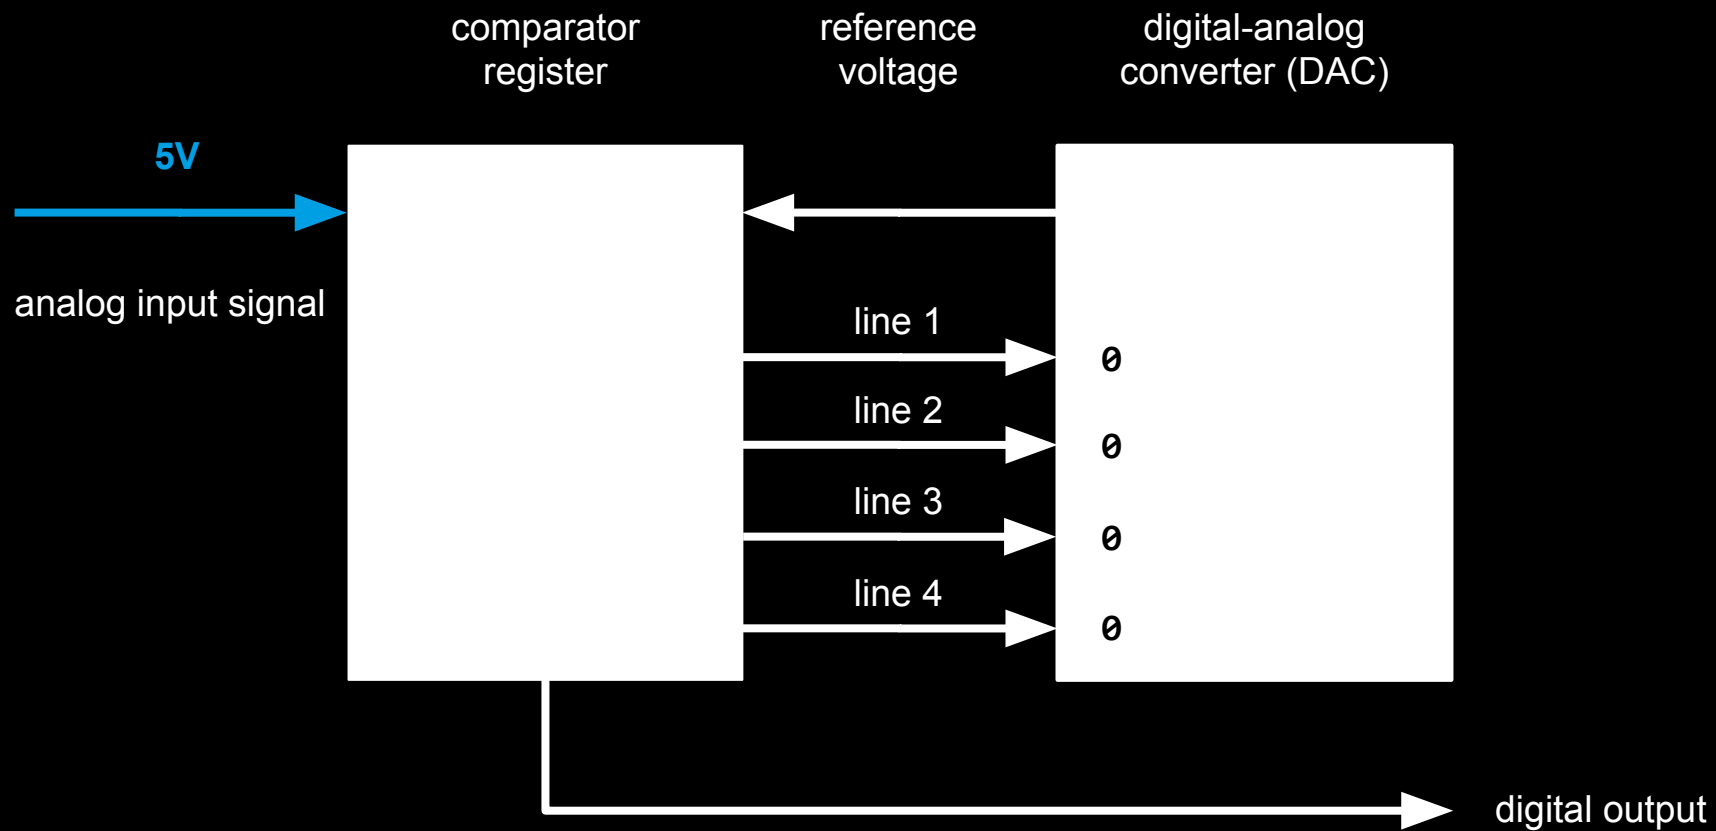 comparator
register
reference
voltage
digital-analog
converter (DAC)
5V
analog input signal
line 1
0
line 2
0
line 3
0
line 4
0
digital output